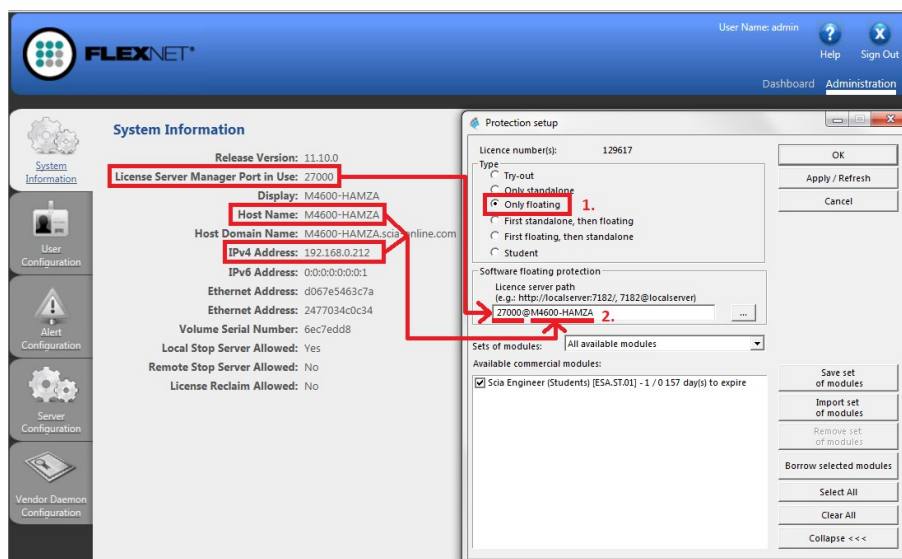 User Name: admin
FLEXNET
Help
Sign Out
Dashboard
Administration
System
Information
User
Configuration
Alert
Configuration
Server
Configuration
Vendor Daemon
Configuration
System Information
Release Version: 11.10.0
License Server Manager Port in Use: 27000
Display: M4600-HAMZA
Host Name: M4600-HAMZA
Host Domain Name: M4600-HAMZA.scia-online.com
IPv4 Address: 192.168.0.212
IPv6 Address: 0:0:0:0:0:0:0:1
Ethernet Address: d067e5463c7a
Ethernet Address: 2477034c0c34
Volume Serial Number: 6ec7edd8
Local Stop Server Allowed: Yes
Remote Stop Server Allowed: No
License Reclaim Allowed: No
Protection setup
Licence number(s): 129617
Type
Try-out
Only standalone
Only floating 1.
First standalone, then floating
First floating, then standalone
Student
Software floating protection
Licence server path
(e.g.: http://localserver:7182/, 7182@localserver)
27000@M4600-HAMZA 2.
...
Sets of modules: All available modules
Available commercial modules:
Scia Engineer (Students) [ESA.ST.01] - 1 / 0 157 day(s) to expire
OK
Apply / Refresh
Cancel
Save set
of modules
Import set
of modules
Remove set
of modules
Borrow selected modules
Select All
Clear All
Collapse <<<